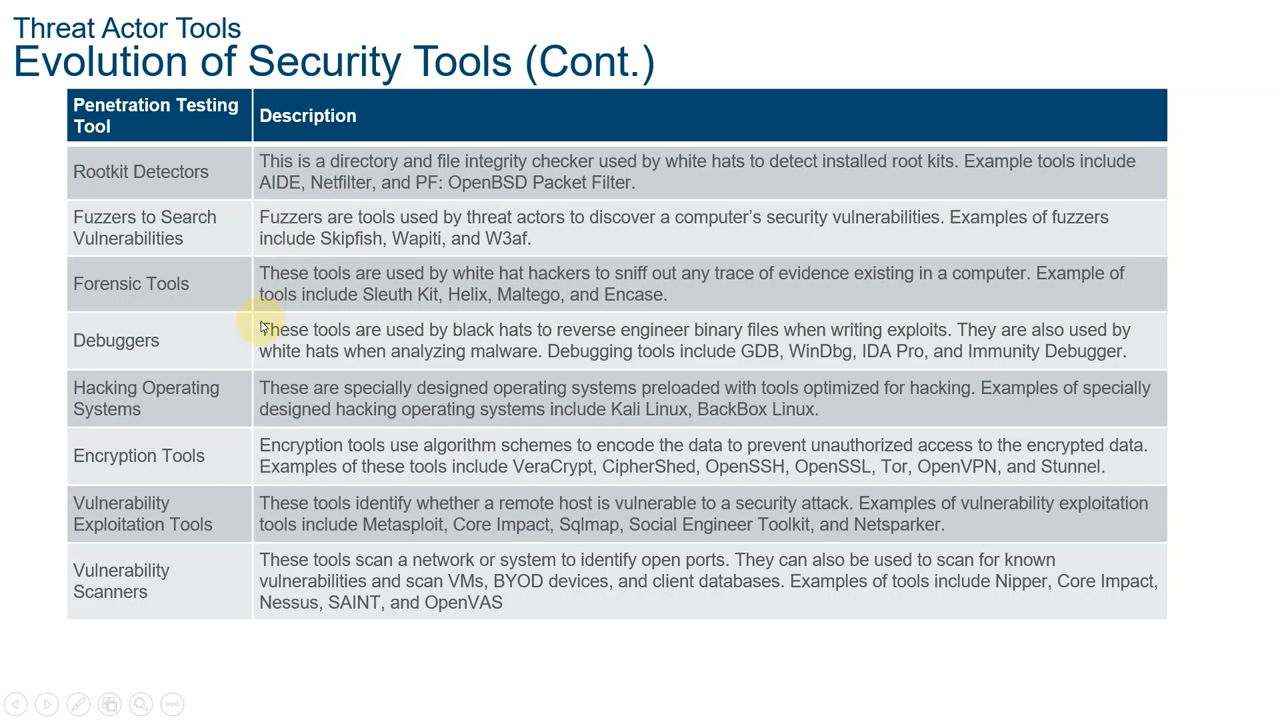 Threat Actor Tools
Evolution of Security Tools (Cont.)
Penetration Testing
Tool
Description
Rootkit Detectors
This is a directory and file integrity checker used by white hats to detect installed root kits. Example tools include
AIDE, Netfilter, and PF: OpenBSD Packet Filter.
Fuzzers to Search
Vulnerabilities
Fuzzers are tools used by threat actors to discover a computer’s security vulnerabilities. Examples of fuzzers
include Skipfish, Wapiti, and W3af.
Forensic Tools
These tools are used by white hat hackers to sniff out any trace of evidence existing in a computer. Example of
tools include Sleuth Kit, Helix, Maltego, and Encase.
Debuggers
These tools are used by black hats to reverse engineer binary files when writing exploits. They are also used by
white hats when analyzing malware. Debugging tools include GDB, WinDbg, IDA Pro, and Immunity Debugger.
Hacking Operating
Systems
These are specially designed operating systems preloaded with tools optimized for hacking. Examples of specially
designed hacking operating systems include Kali Linux, BackBox Linux.
Encryption Tools
Encryption tools use algorithm schemes to encode the data to prevent unauthorized access to the encrypted data.
Examples of these tools include VeraCrypt, CipherShed, OpenSSH, OpenSSL, Tor, OpenVPN, and Stunnel.
Vulnerability
Exploitation Tools
These tools identify whether a remote host is vulnerable to a security attack. Examples of vulnerability exploitation
tools include Metasploit, Core Impact, Sqlmap, Social Engineer Toolkit, and Netsparker.
Vulnerability
Scanners
These tools scan a network or system to identify open ports. They can also be used to scan for known
vulnerabilities and scan VMs, BYOD devices, and client databases. Examples of tools include Nipper, Core Impact,
Nessus, SAINT, and OpenVAS